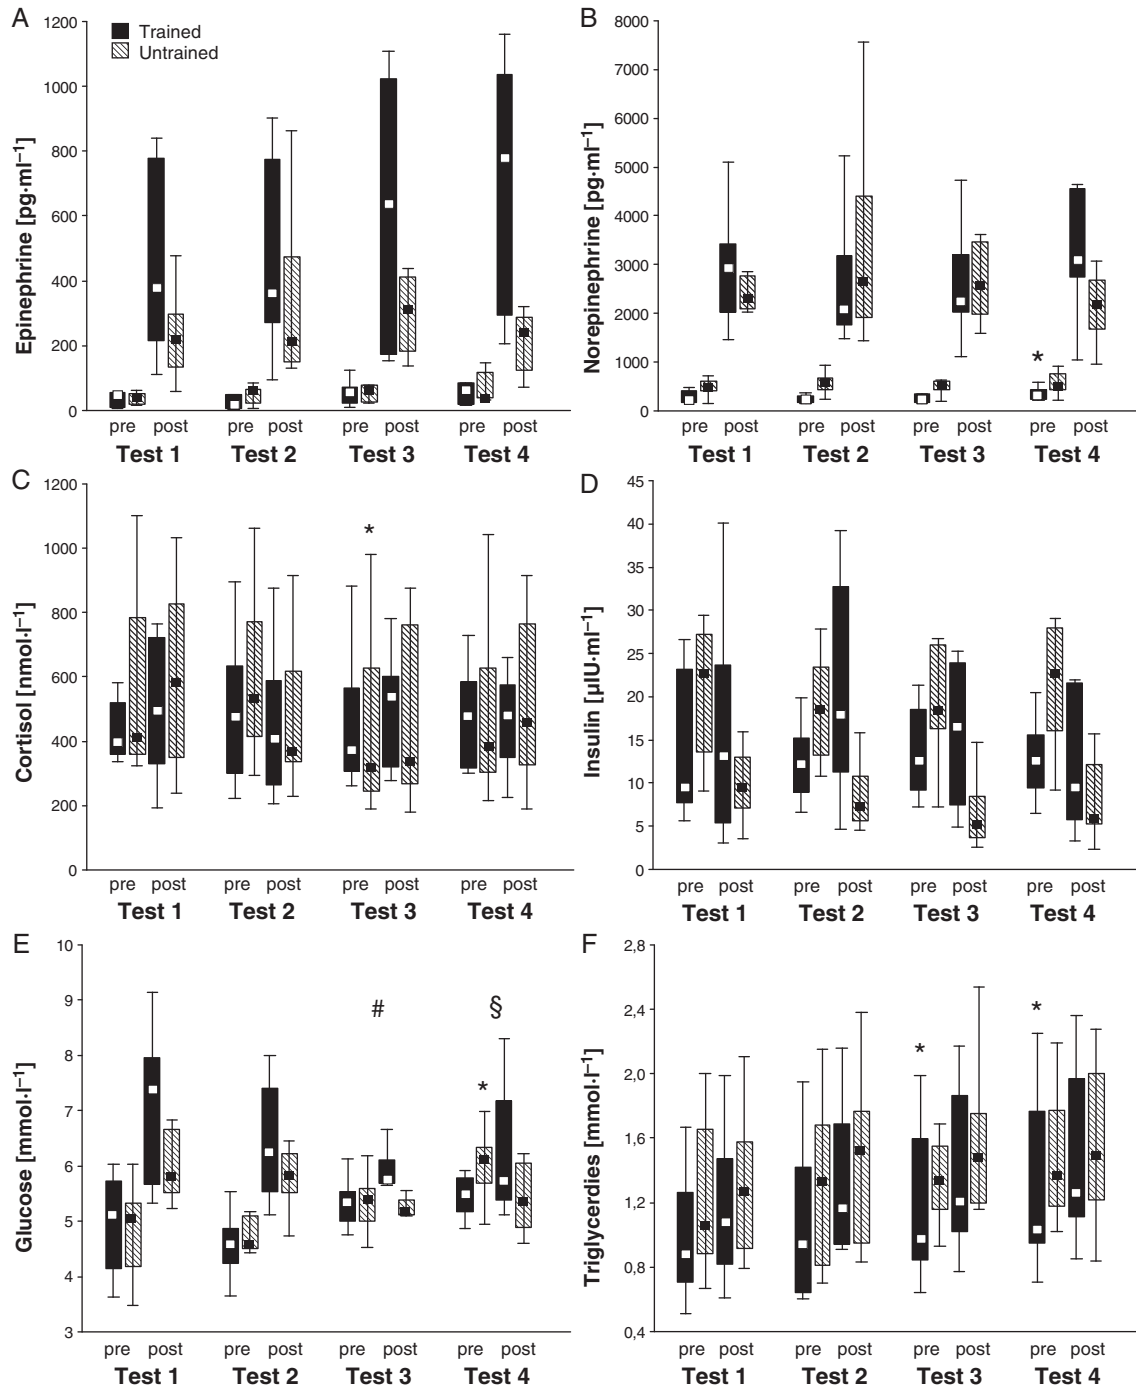 A
1200
1000
800
600
400
200
0
Epinephrine [pg·ml⁻¹]
Trained
Untrained
pre post pre post pre post pre post
Test 1 Test 2 Test 3 Test 4
B
8000
7000
6000
5000
4000
3000
2000
1000
0
Norepinephrine [pg·ml⁻¹]
*
pre post pre post pre post pre post
Test 1 Test 2 Test 3 Test 4
C
1200
1000
800
600
400
200
0
Cortisol [nmol·l⁻¹]
*
pre post pre post pre post pre post
Test 1 Test 2 Test 3 Test 4
D
45
40
35
30
25
20
15
10
5
0
Insulin [µIU·ml⁻¹]
pre post pre post pre post pre post
Test 1 Test 2 Test 3 Test 4
E
10
9
8
7
6
5
4
3
Glucose [mmol·l⁻¹]
# §
*
pre post pre post pre post pre post
Test 1 Test 2 Test 3 Test 4
F
2,8
2,4
2,0
1,6
1,2
0,8
0,4
Triglycerdies [mmol·l⁻¹]
* *
pre post pre post pre post pre post
Test 1 Test 2 Test 3 Test 4